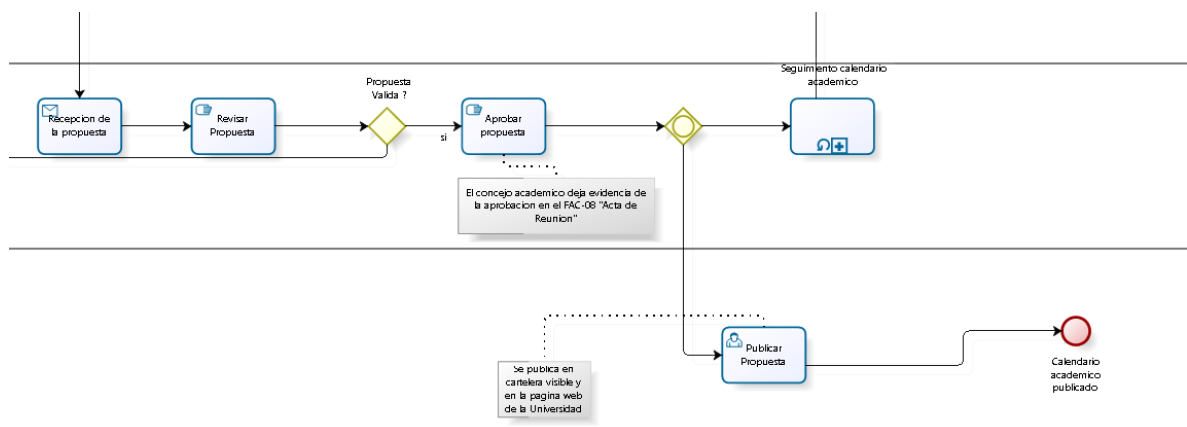 Recepcion de
la propuesta
Revisar
Propuesta
Propuesta
Valida ?
si
Aprobar
propuesta
El concejo academico deja evidencia de
la aprobacion en el FAC-08 "Acta de
Reunion"
Seguimiento calendario
academico
Se publica en
cartelera visible y
en la pagina web
de la Universidad
Publicar
Propuesta
Calendario
academico
publicado